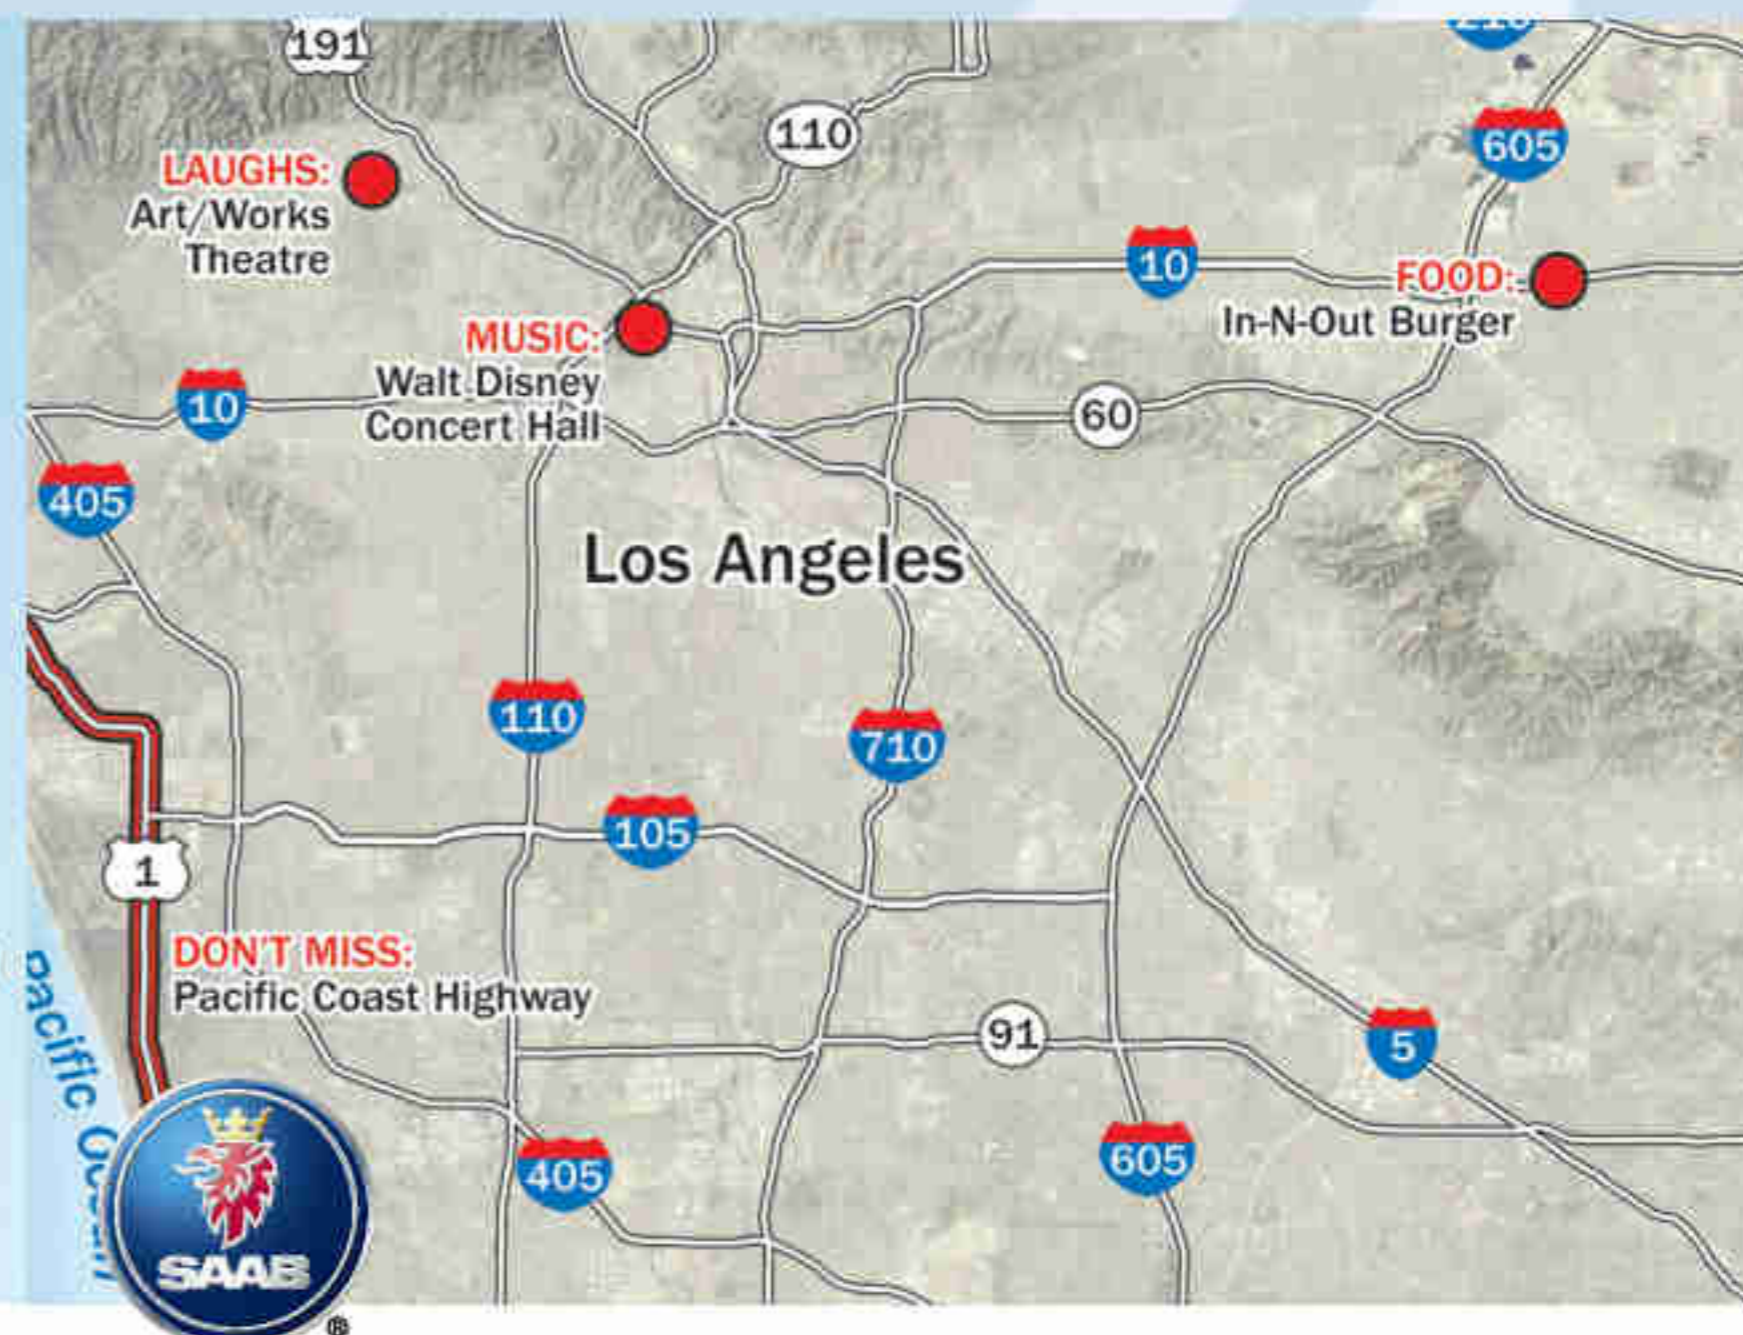 191
110
605
LAUGHS:
Art/Works
Theatre
10
FOOD:
In-N-Out Burger
MUSIC:
Walt Disney
Concert Hall
10
60
405
Los Angeles
110
710
105
1
DON'T MISS:
Pacific Coast Highway
Pacific
91
5
405
605
SAAB
®